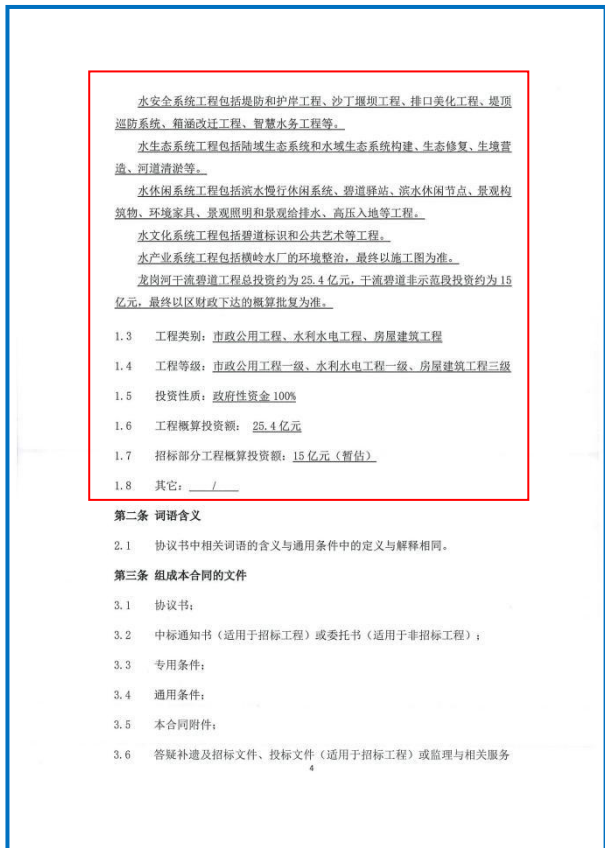 水安全系统工程包括堤防和护岸工程、沙丁堰坝工程、排口美化工程、堤顶
巡防系统、箱涵改迁工程、智慧水务工程等。
水生态系统工程包括陆域生态系统和水域生态系统构建、生态修复、生境营
造、河道清淤等。
水休闲系统工程包括滨水慢行休闲系统、碧道驿站、滨水休闲节点、景观构
筑物、环境家具、景观照明和景观给排水、高压入地等工程。
水文化系统工程包括碧道标识和公共艺术等工程。
水产业系统工程包括横岭水厂的环境整治，最终以施工图为准。
龙岗河干流碧道工程总投资约为 25.4 亿元，干流碧道非示范段投资约为 15
亿元，最终以区财政下达的概算批复为准。
1.3 工程类别：市政公用工程、水利水电工程、房屋建筑工程
1.4 工程等级：市政公用工程一级、水利水电工程一级、房屋建筑工程三级
1.5 投资性质：政府性资金 100%
1.6 工程概算投资额： 25.4 亿元
1.7 招标部分工程概算投资额：15 亿元（暂估）
1.8 其它： /
第二条 词语含义
2.1 协议书中相关词语的含义与通用条件中的定义与解释相同。
第三条 组成本合同的文件
3.1 协议书；
3.2 中标通知书（适用于招标工程）或委托书（适用于非招标工程）；
3.3 专用条件；
3.4 通用条件；
3.5 本合同附件；
3.6 答疑补遗及招标文件、投标文件（适用于招标工程）或监理与相关服务
4